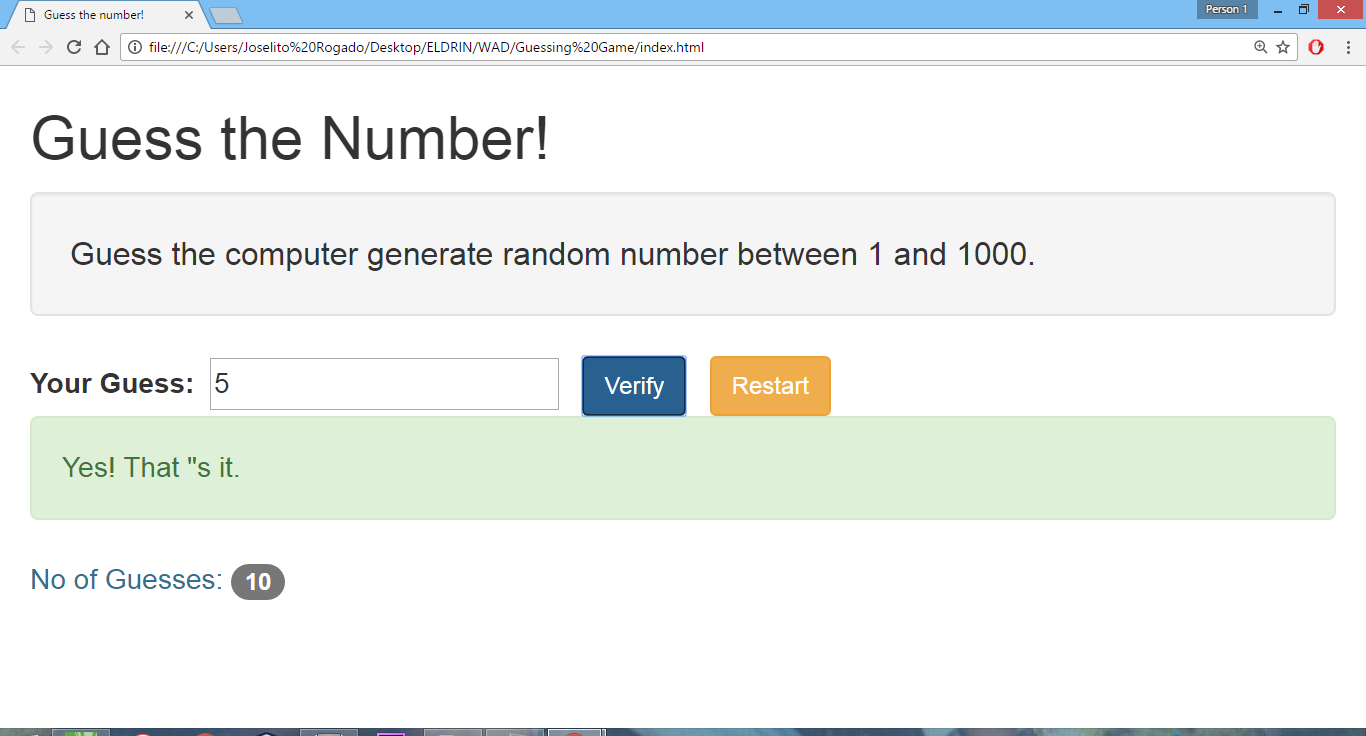 Guess the number!
Person 1
file:///C:/Users/Joselito%20Rogado/Desktop/ELDRIN/WAD/Guessing%20Game/index.html
Guess the Number!
Guess the computer generate random number between 1 and 1000.
Your Guess: 5 Verify Restart
Yes! That "s it.
No of Guesses: 10